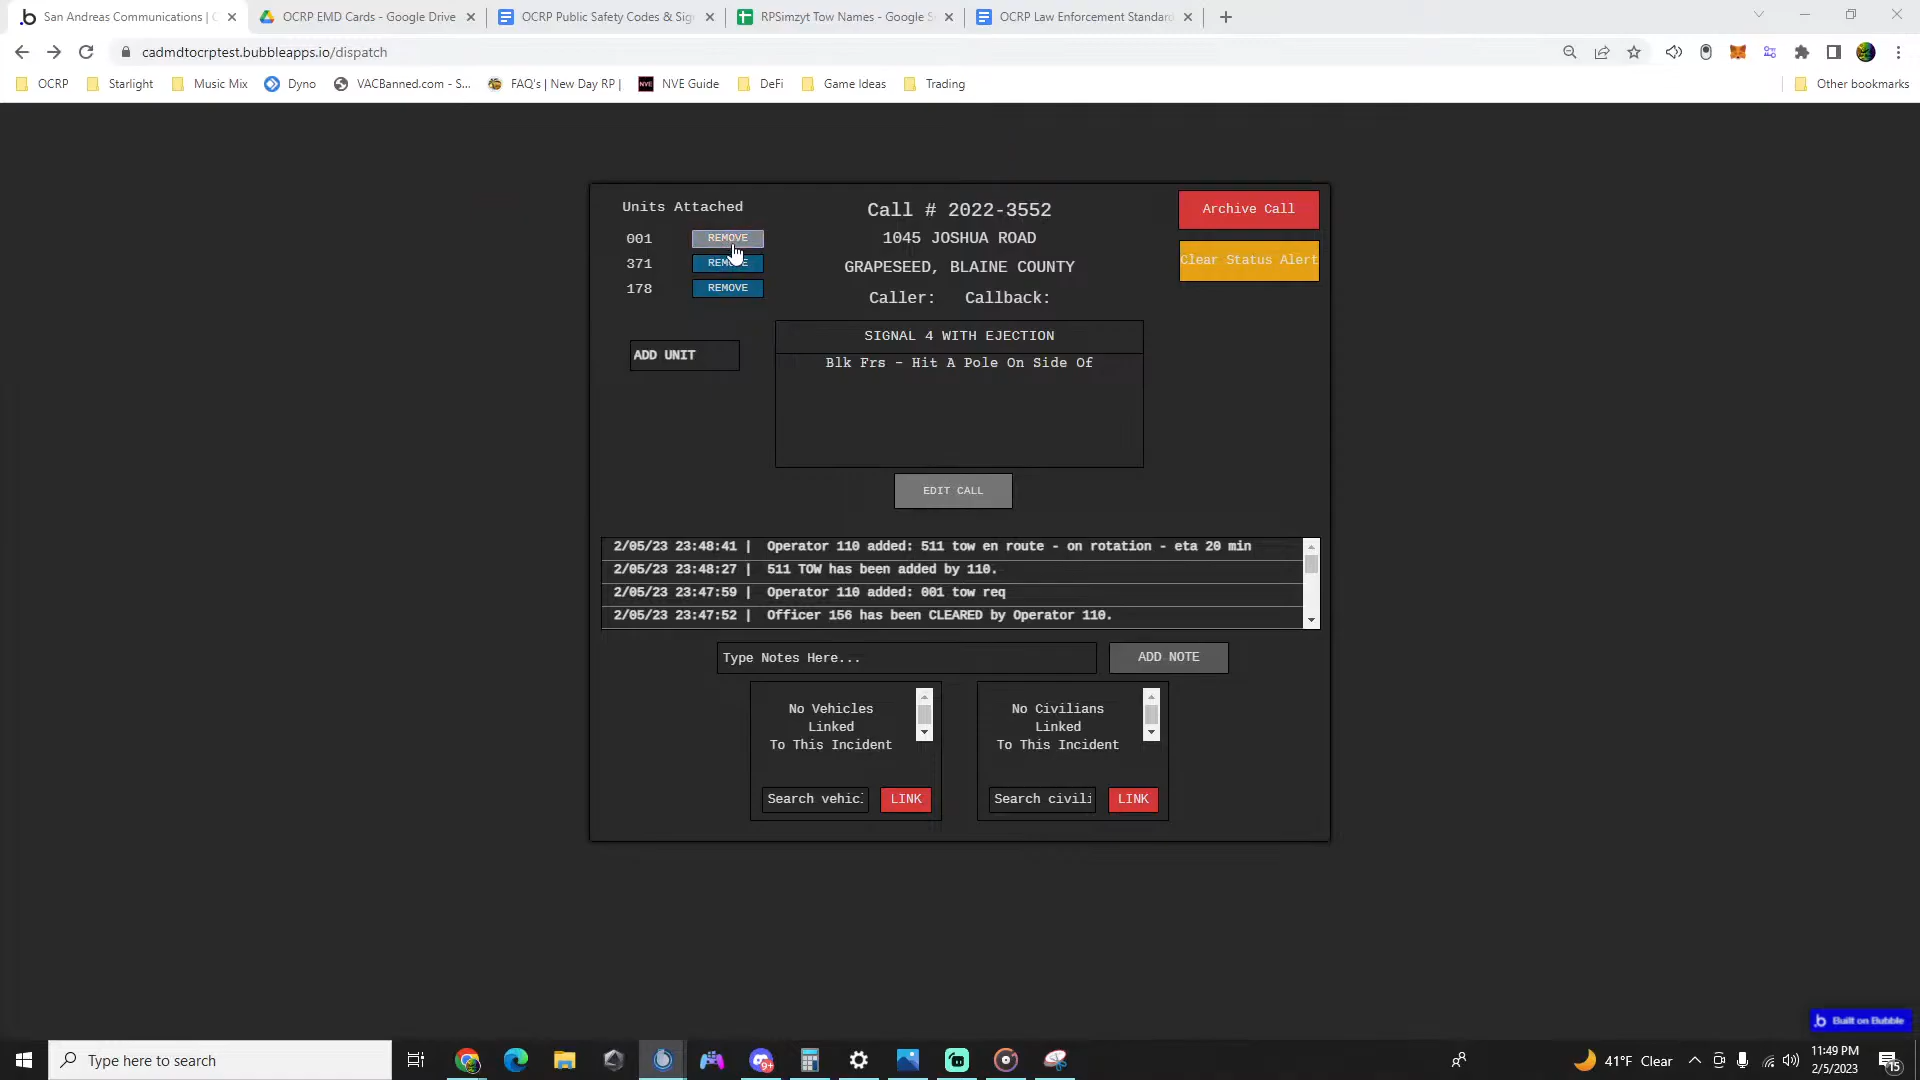 San Andreas Communications |
OCRP EMD Cards - Google Drive
OCRP Public Safety Codes & Sig
RPSimzyt Tow Names - Google S
OCRP Law Enforcement Standard
cadmdtocrptest.bubbleapps.io/dispatch
OCRP
Starlight
Music Mix
Dyno
VACBanned.com - S...
FAQ's | New Day RP |
NVE
NVE Guide
DeFi
Game Ideas
Trading
Other bookmarks
Units Attached
001 REMOVE
371 REMOVE
178 REMOVE
ADD UNIT
Call # 2022-3552
1045 JOSHUA ROAD
GRAPESEED, BLAINE COUNTY
Caller: Callback:
Archive Call
Clear Status Alert
SIGNAL 4 WITH EJECTION
Blk Frs - Hit A Pole On Side Of
EDIT CALL
2/05/23 23:48:41 | Operator 110 added: 511 tow en route - on rotation - eta 20 min
2/05/23 23:48:27 | 511 TOW has been added by 110.
2/05/23 23:47:59 | Operator 110 added: 001 tow req
2/05/23 23:47:52 | Officer 156 has been CLEARED by Operator 110.
Type Notes Here...
ADD NOTE
No Vehicles
Linked
To This Incident
Search vehic
LINK
No Civilians
Linked
To This Incident
Search civili
LINK
Built on Bubble
Type here to search
9+
41°F Clear
11:49 PM
2/5/2023
15